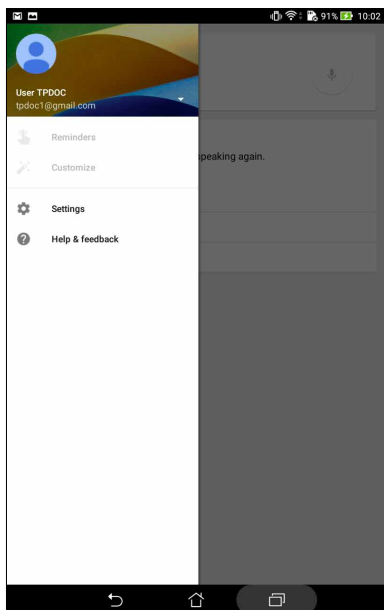 91% 10:02
User TPDOC
tpdoc1@gmail.com
Reminders
Customize
Settings
Help & feedback
speaking again.